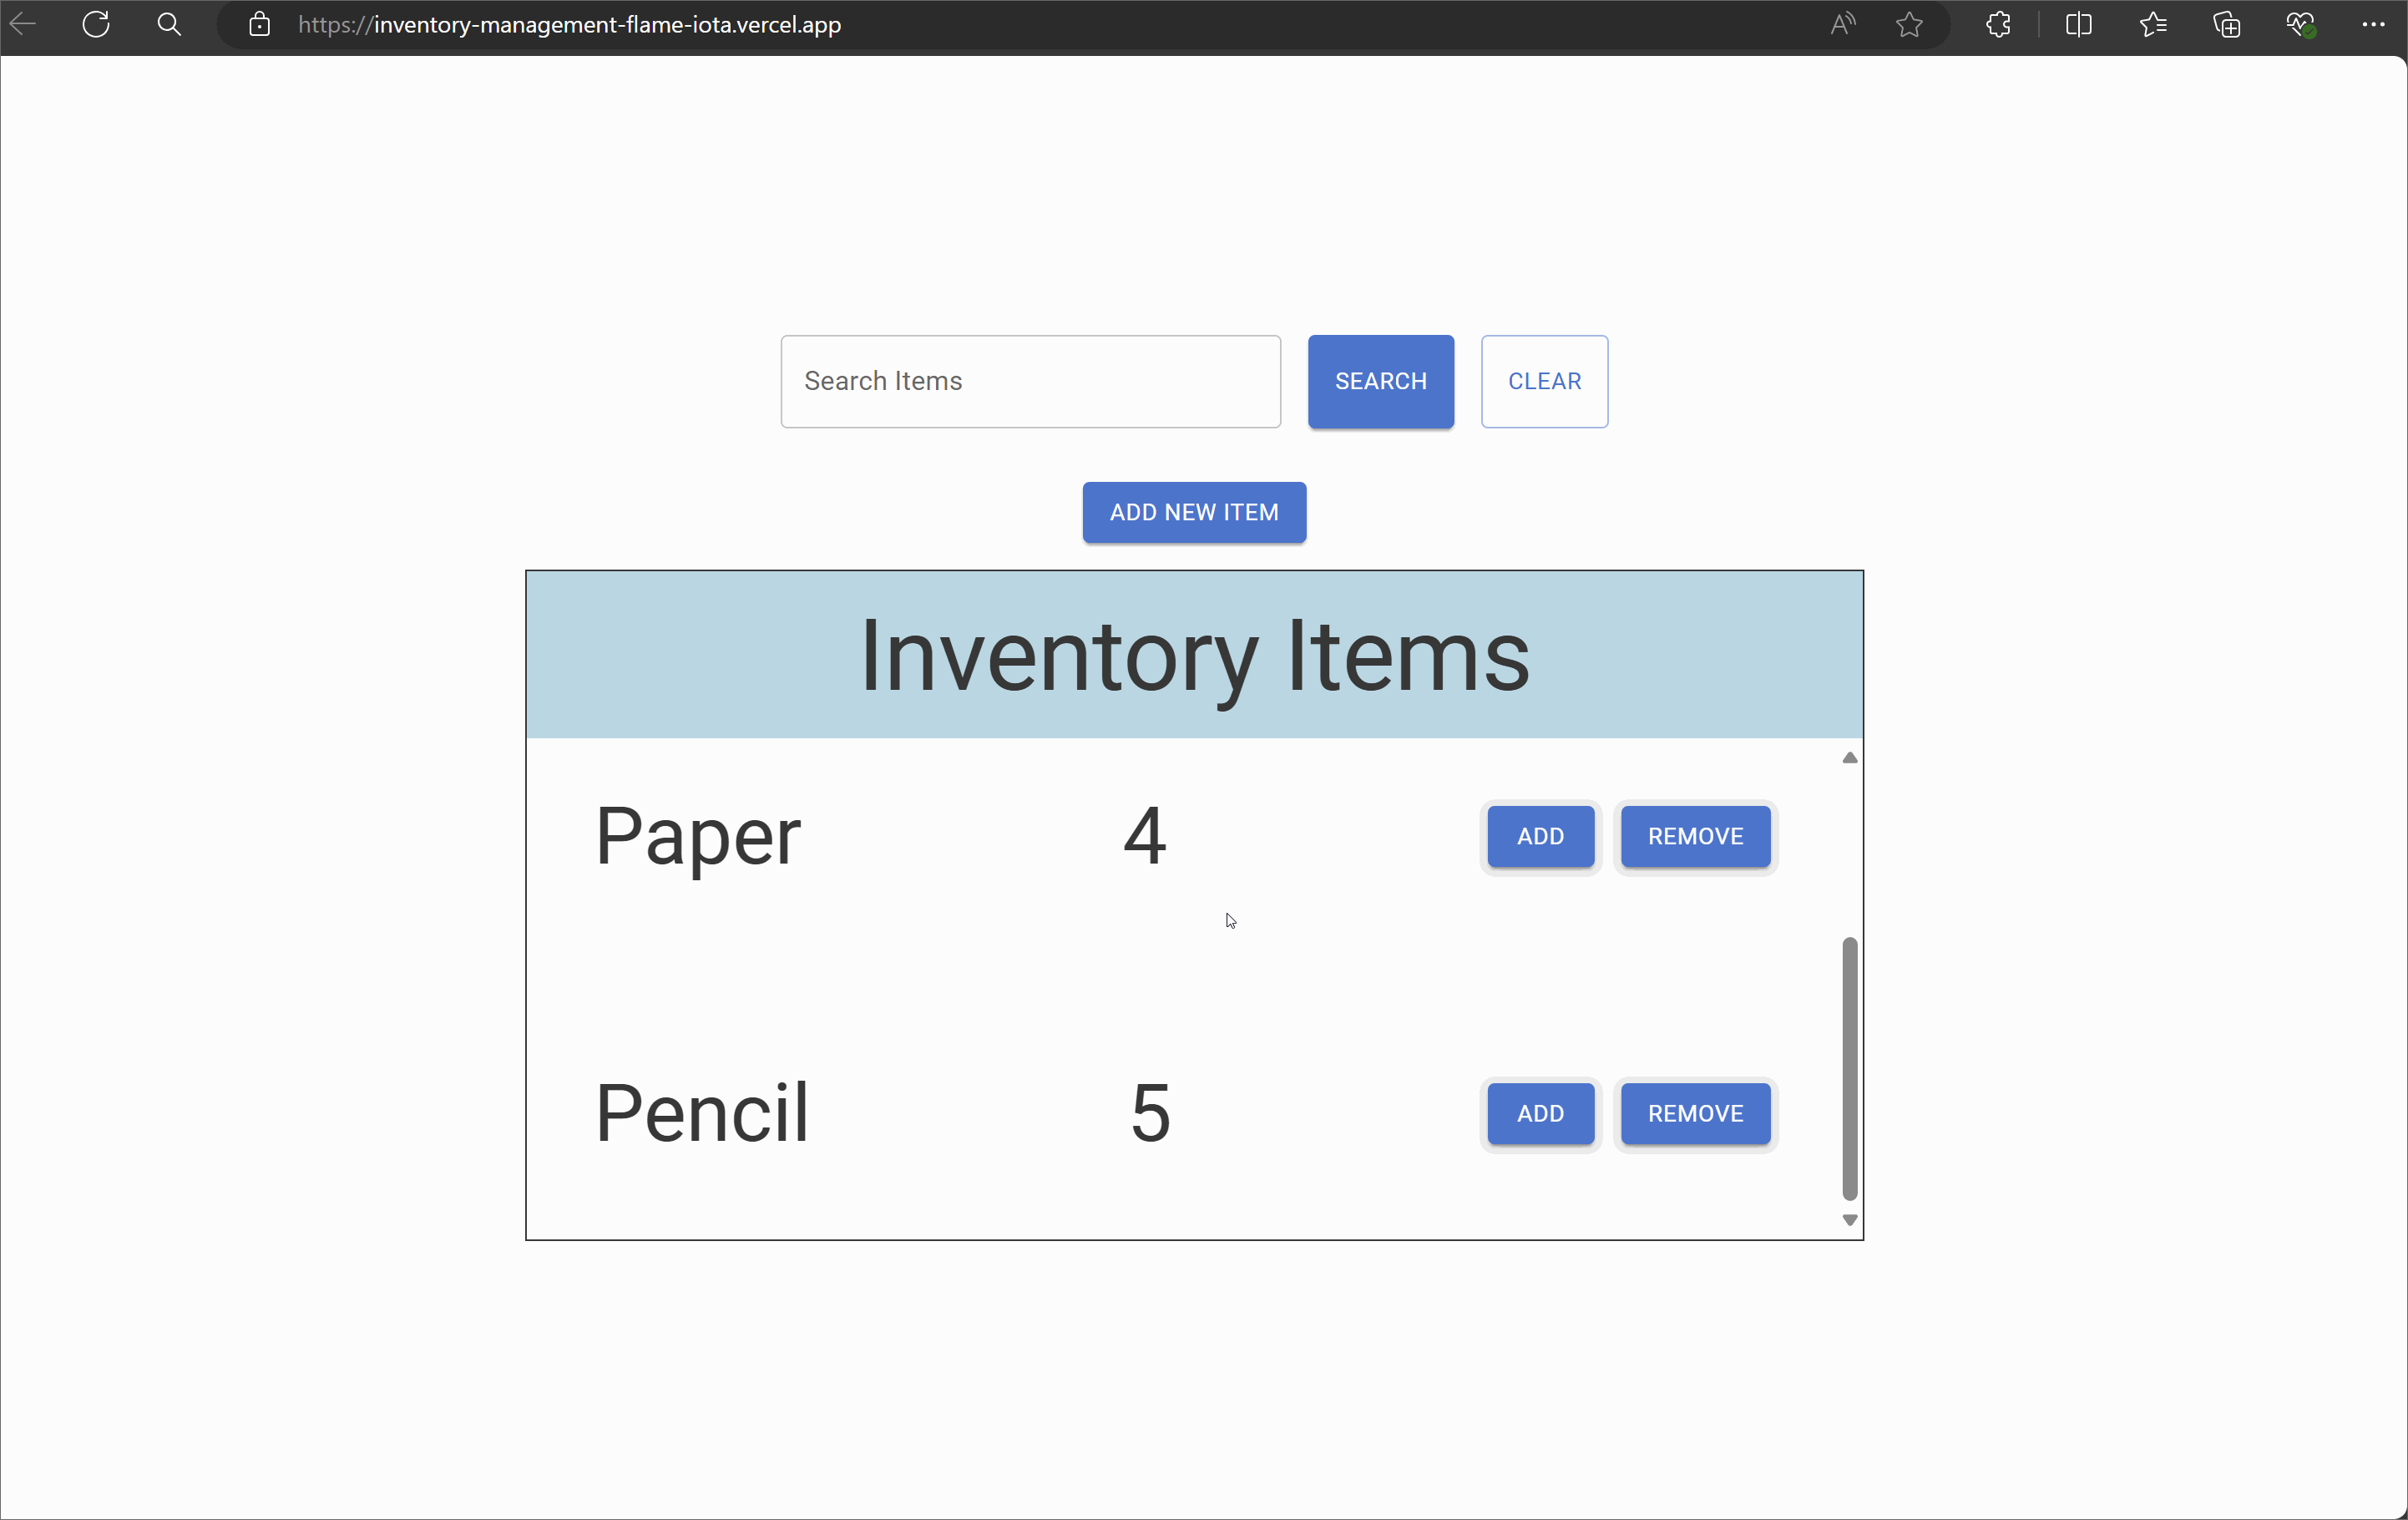 https://inventory-management-flame-iota.vercel.app
Search Items
SEARCH
CLEAR
ADD NEW ITEM
Inventory Items
Paper 4 ADD REMOVE
Pencil 5 ADD REMOVE